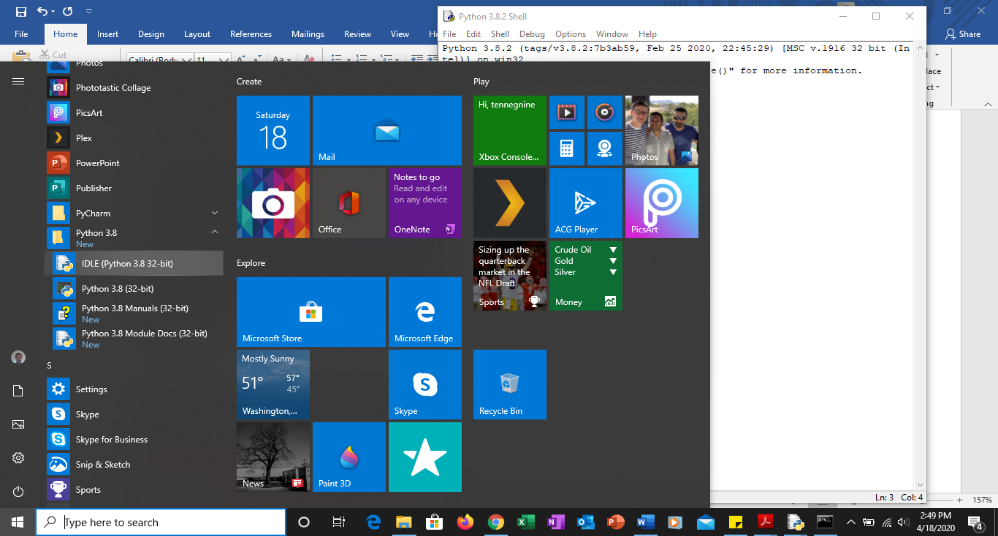 File
Home
Insert
Design
Layout
References
Mailings
Review
View
Share
Cut
Calibri (Body)
11
Python 3.8.2 Shell
File Edit Shell Debug Options Window Help
Python 3.8.2 (tags/v3.8.2:7b3ab59, Feb 25 2020, 22:45:29) [MSC v.1916 32 bit (In
tel)] on win32
()" for more information.
Ln: 3 Col: 4
157%
Photos
Phototastic Collage
PicsArt
Plex
PowerPoint
Publisher
PyCharm
Python 3.8
New
IDLE (Python 3.8 32-bit)
Python 3.8 (32-bit)
Python 3.8 Manuals (32-bit)
New
Python 3.8 Module Docs (32-bit)
New
S
Settings
Skype
Skype for Business
Snip & Sketch
Sports
Create
Saturday
18
Mail
Office
Notes to go
Read and edit
on any device
OneNote
Explore
Microsoft Store
Microsoft Edge
Mostly Sunny
51° 57°
45°
Washington,...
Skype
News
Paint 3D
Play
Hi, tennegnine
Xbox Console...
Photos
ACG Player
PicsArt
Sizing up the
quarterback
market in the
NFL Draft
Sports
Crude Oil
Gold
Silver
Money
Recycle Bin
Type here to search
2:49 PM
4/18/2020
4